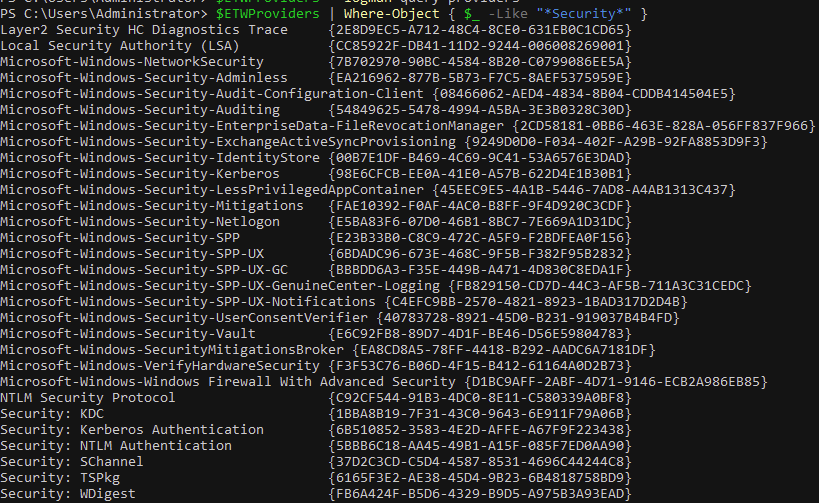 PS C:\Users\Administrator> $ETWProviders = logman query providers
PS C:\Users\Administrator> $ETWProviders | Where-Object { $_ -Like "*Security*" }
Layer2 Security HC Diagnostics Trace {2E8D9EC5-A712-48C4-8CE0-631EB0C1CD65}
Local Security Authority (LSA) {CC85922F-DB41-11D2-9244-006008269001}
Microsoft-Windows-NetworkSecurity {7B702970-90BC-4584-8B20-C0799086EE5A}
Microsoft-Windows-Security-Adminless {EA216962-877B-5B73-F7C5-8AEF5375959E}
Microsoft-Windows-Security-Audit-Configuration-Client {08466062-AED4-4834-8B04-CDDB414504E5}
Microsoft-Windows-Security-Auditing {54849625-5478-4994-A5BA-3E3B0328C30D}
Microsoft-Windows-Security-EnterpriseData-FileRevocationManager {2CD58181-0BB6-463E-828A-056FF837F966}
Microsoft-Windows-Security-ExchangeActiveSyncProvisioning {9249D0D0-F034-402F-A29B-92FA8853D9F3}
Microsoft-Windows-Security-IdentityStore {00B7E1DF-B469-4C69-9C41-53A6576E3DAD}
Microsoft-Windows-Security-Kerberos {98E6CFCB-EE0A-41E0-A57B-622D4E1B30B1}
Microsoft-Windows-Security-LessPrivilegedAppContainer {45EEC9E5-4A1B-5446-7AD8-A4AB1313C437}
Microsoft-Windows-Security-Mitigations {FAE10392-F0AF-4AC0-B8FF-9F4D920C3CDF}
Microsoft-Windows-Security-Netlogon {E5BA83F6-07D0-46B1-8BC7-7E669A1D31DC}
Microsoft-Windows-Security-SPP {E23B33B0-C8C9-472C-A5F9-F2BDFEA0F156}
Microsoft-Windows-Security-SPP-UX {6BDADC96-673E-468C-9F5B-F382F95B2832}
Microsoft-Windows-Security-SPP-UX-GC {BBBDD6A3-F35E-449B-A471-4D830C8EDA1F}
Microsoft-Windows-Security-SPP-UX-GenuineCenter-Logging {FB829150-CD7D-44C3-AF5B-711A3C31CEDC}
Microsoft-Windows-Security-SPP-UX-Notifications {C4EFC9BB-2570-4821-8923-1BAD317D2D4B}
Microsoft-Windows-Security-UserConsentVerifier {40783728-8921-45D0-B231-919037B4B4FD}
Microsoft-Windows-Security-Vault {E6C92FB8-89D7-4D1F-BE46-D56E59804783}
Microsoft-Windows-SecurityMitigationsBroker {EA8CD8A5-78FF-4418-B292-AADC6A7181DF}
Microsoft-Windows-VerifyHardwareSecurity {F3F53C76-B06D-4F15-B412-61164A0D2B73}
Microsoft-Windows-Windows Firewall With Advanced Security {D1BC9AFF-2ABF-4D71-9146-ECB2A986EB85}
NTLM Security Protocol {C92CF544-91B3-4DC0-8E11-C580339A0BF8}
Security: KDC {1BBA8B19-7F31-43C0-9643-6E911F79A06B}
Security: Kerberos Authentication {6B510852-3583-4E2D-AFFE-A67F9F223438}
Security: NTLM Authentication {5BBB6C18-AA45-49B1-A15F-085F7ED0AA90}
Security: SChannel {37D2C3CD-C5D4-4587-8531-4696C44244C8}
Security: TSPkg {6165F3E2-AE38-45D4-9B23-6B4818758BD9}
Security: WDigest {FB6A424F-B5D6-4329-B9D5-A975B3A93EAD}